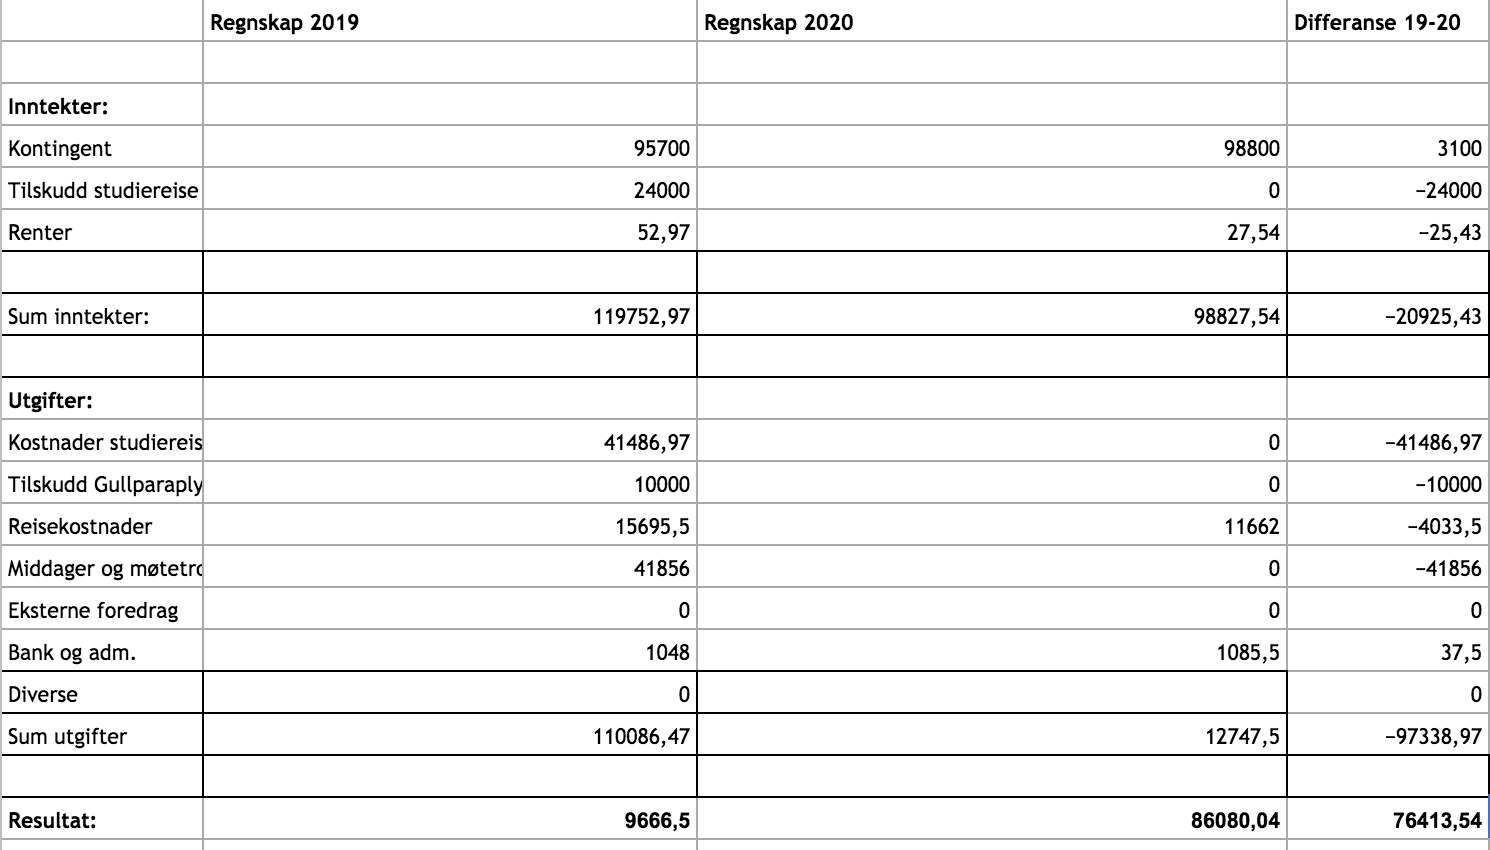 Regnskap 2019 Regnskap 2020 Differanse 19-20
Inntekter:
Kontingent 95700 98800 3100
Tilskudd studiereise 24000 0 −24000
Renter 52,97 27,54 −25,43
Sum inntekter: 119752,97 98827,54 −20925,43
Utgifter:
Kostnader studiereis 41486,97 0 −41486,97
Tilskudd Gullparaply 10000 0 −10000
Reisekostnader 15695,5 11662 −4033,5
Middager og møtetro 41856 0 −41856
Eksterne foredrag 0 0 0
Bank og adm. 1048 1085,5 37,5
Diverse 0 0
Sum utgifter 110086,47 12747,5 −97338,97
Resultat: 9666,5 86080,04 76413,54